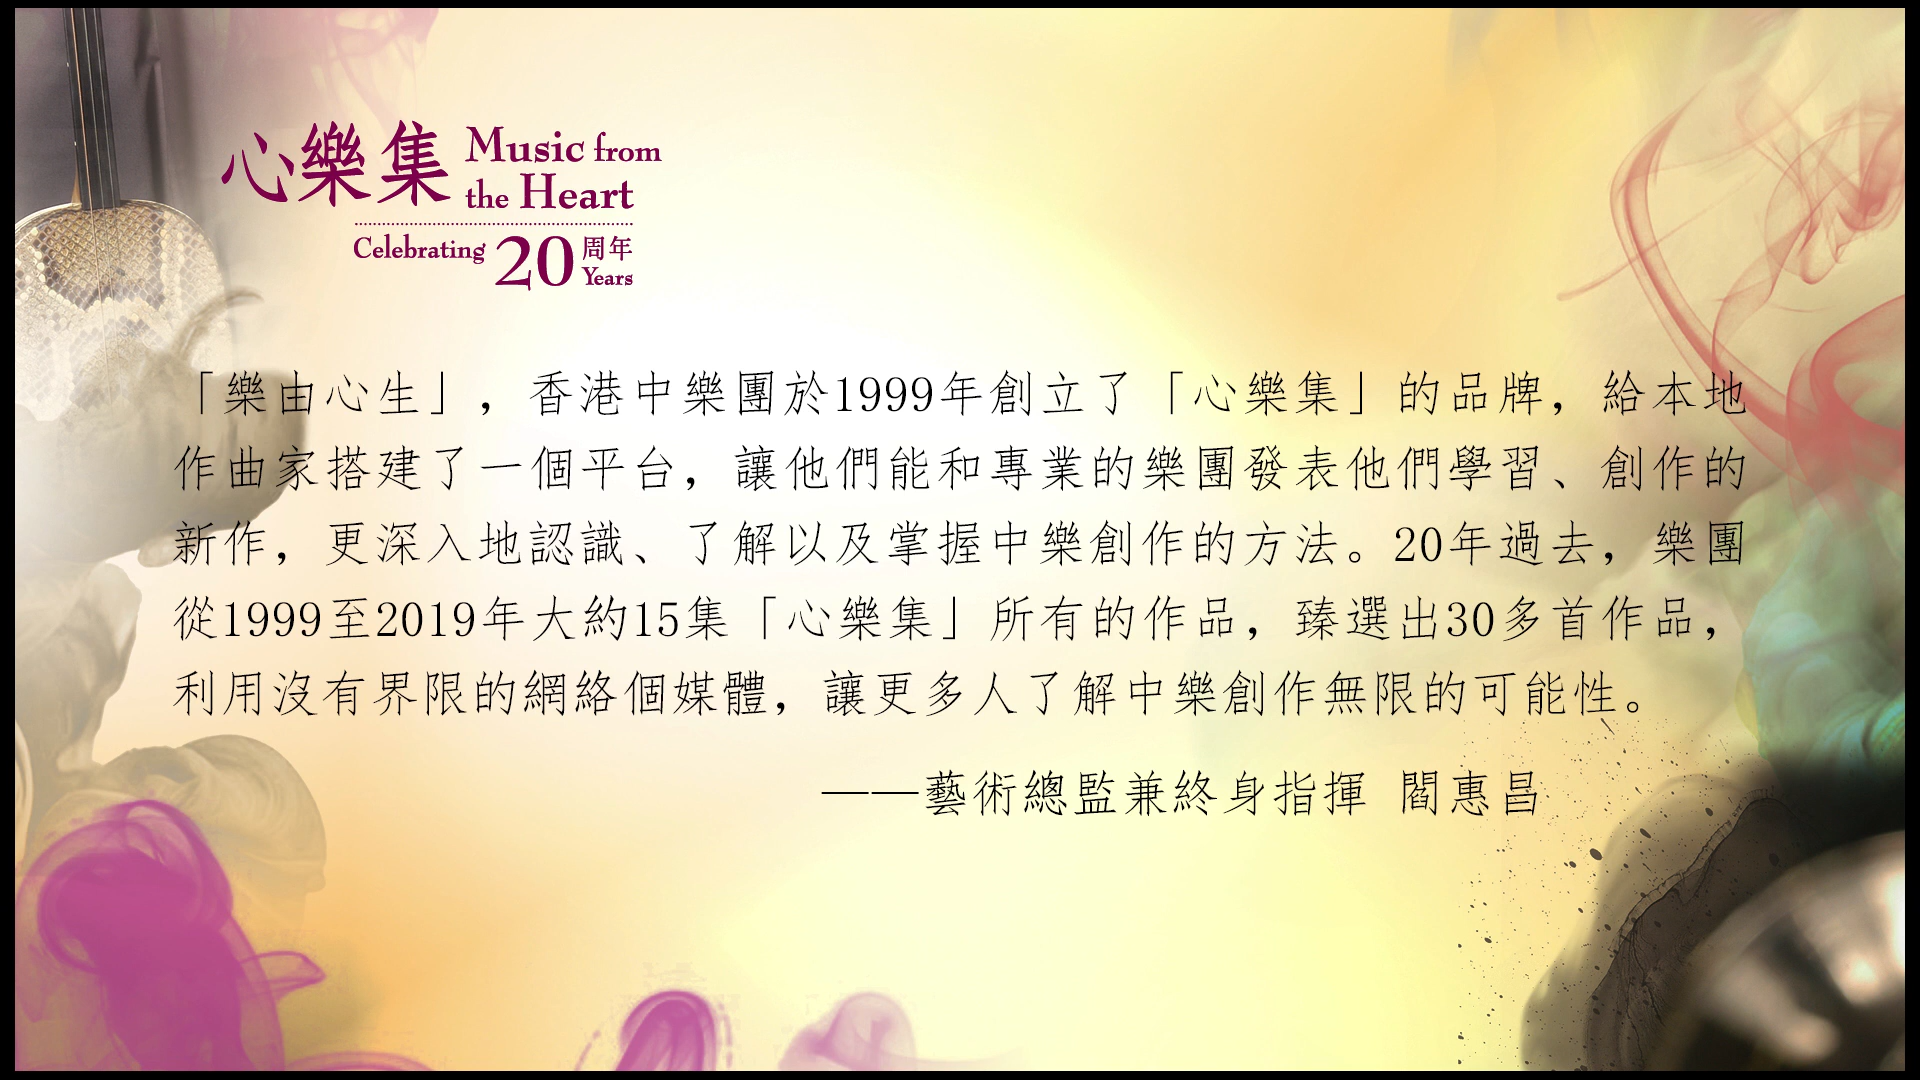 心樂集 Music from
the Heart
Celebrating 20 周年
Years
「樂由心生」，香港中樂團於1999年創立了「心樂集」的品牌，給本地
作曲家搭建了一個平台，讓他們能和專業的樂團發表他們學習、創作的
新作，更深入地認識、了解以及掌握中樂創作的方法。20年過去，樂團
從1999至2019年大約15集「心樂集」所有的作品，臻選出30多首作品，
利用沒有界限的網絡個媒體，讓更多人了解中樂創作無限的可能性。
——藝術總監兼終身指揮 閻惠昌